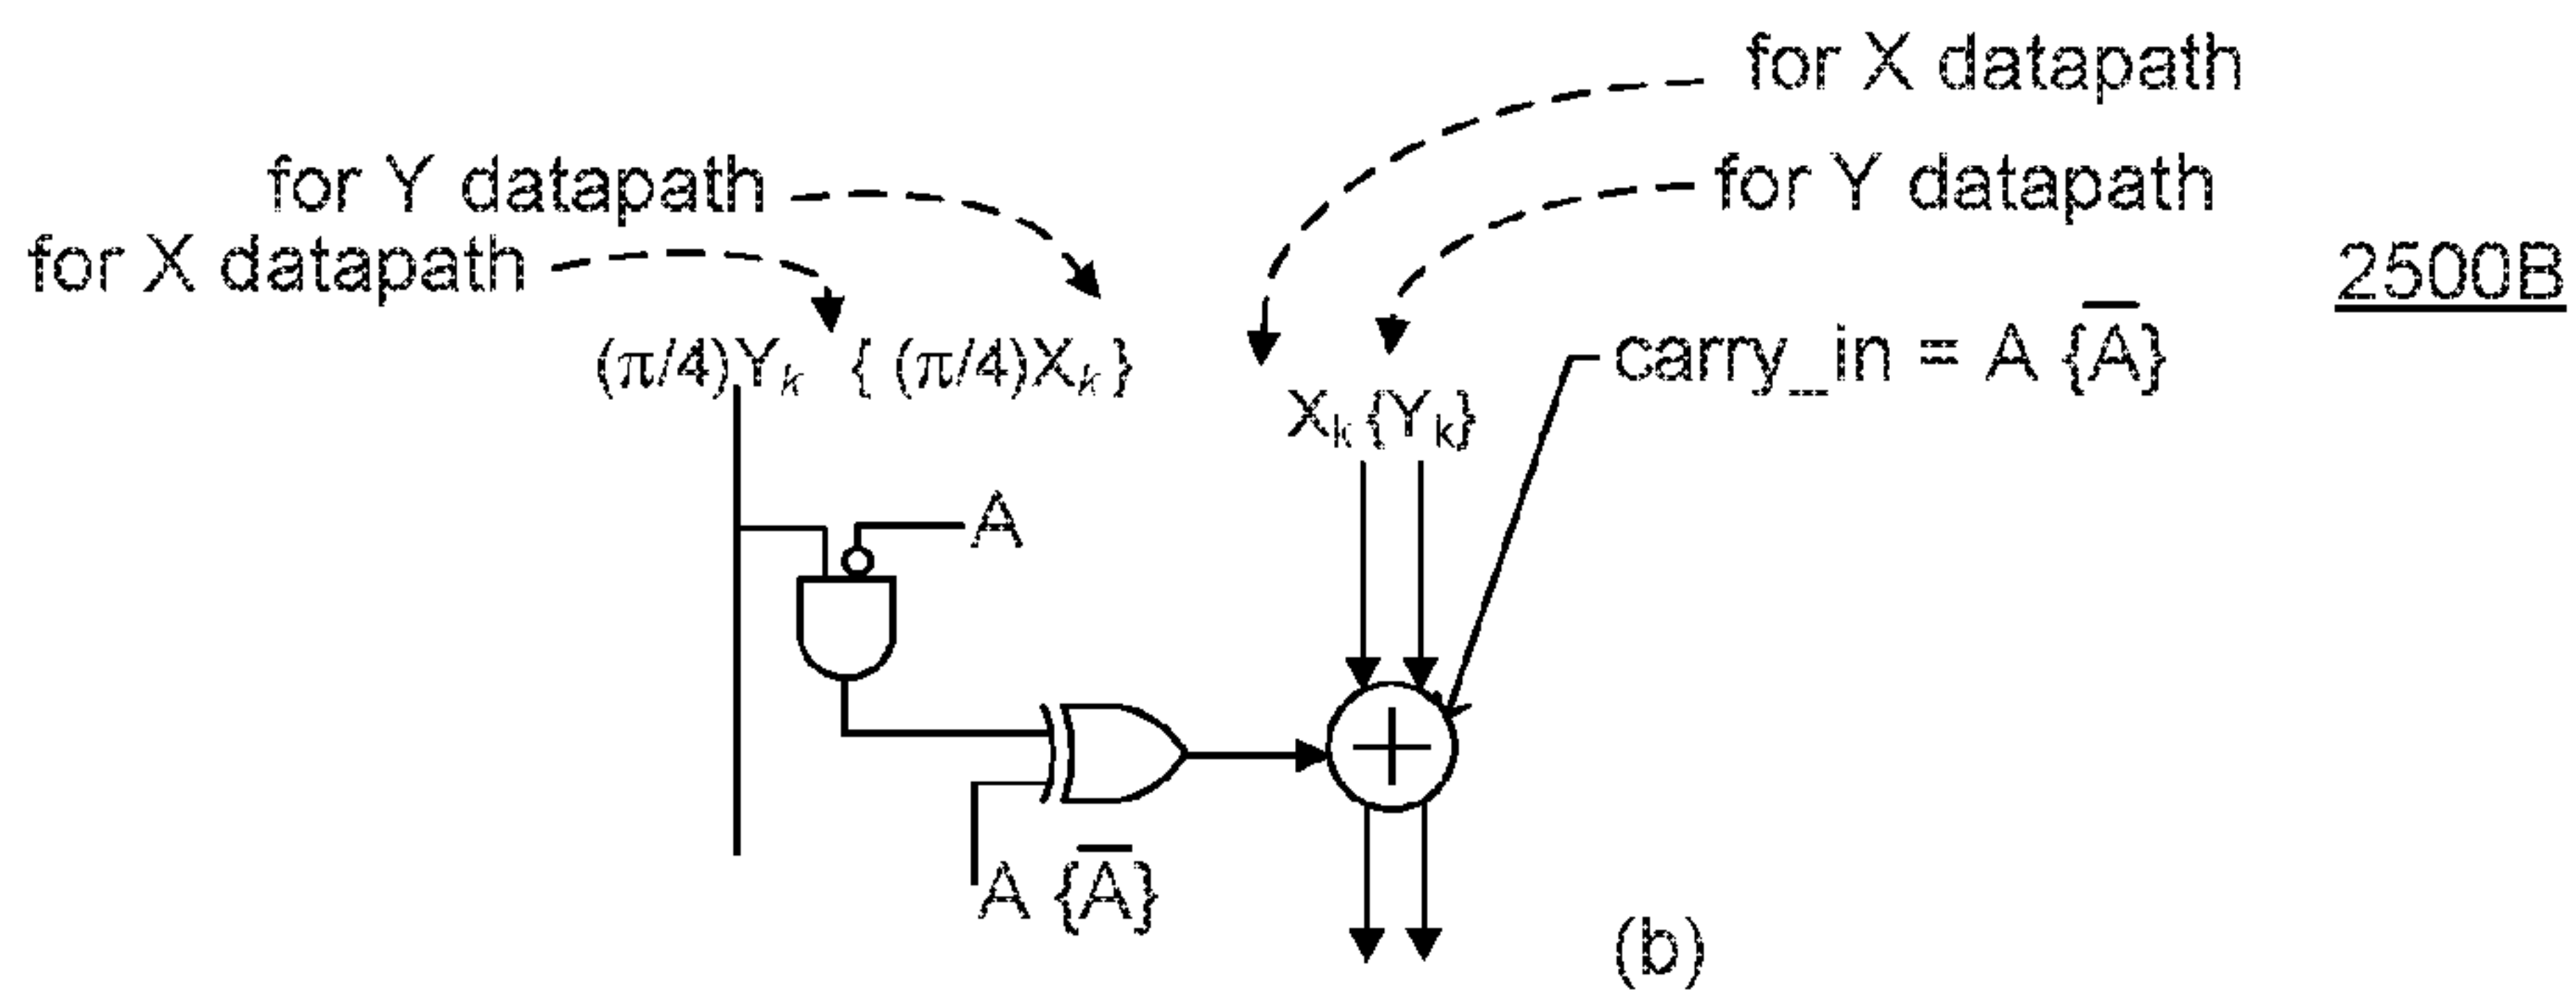 for X datapath
for Y datapath
for Y datapath
for X datapath
2500B
(π/4)Yₖ { (π/4)Xₖ }
carry_in = A {A̅}
Xₖ {Yₖ}
A
A {A̅}
(b)